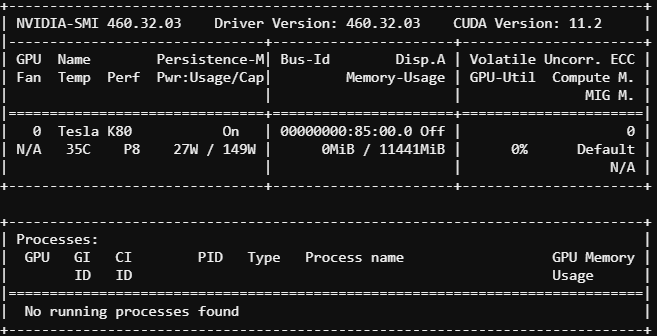 NVIDIA-SMI 460.32.03    Driver Version: 460.32.03    CUDA Version: 11.2
GPU  Name        Persistence-M| Bus-Id        Disp.A | Volatile Uncorr. ECC
Fan  Temp  Perf  Pwr:Usage/Cap|         Memory-Usage | GPU-Util  Compute M.
MIG M.
0  Tesla K80           On   | 00000000:85:00.0 Off |                    0
N/A   35C    P8    27W / 149W |      0MiB / 11441MiB |      0%      Default
N/A
Processes:
GPU   GI   CI        PID   Type   Process name                  GPU Memory
ID   ID                                                   Usage
No running processes found